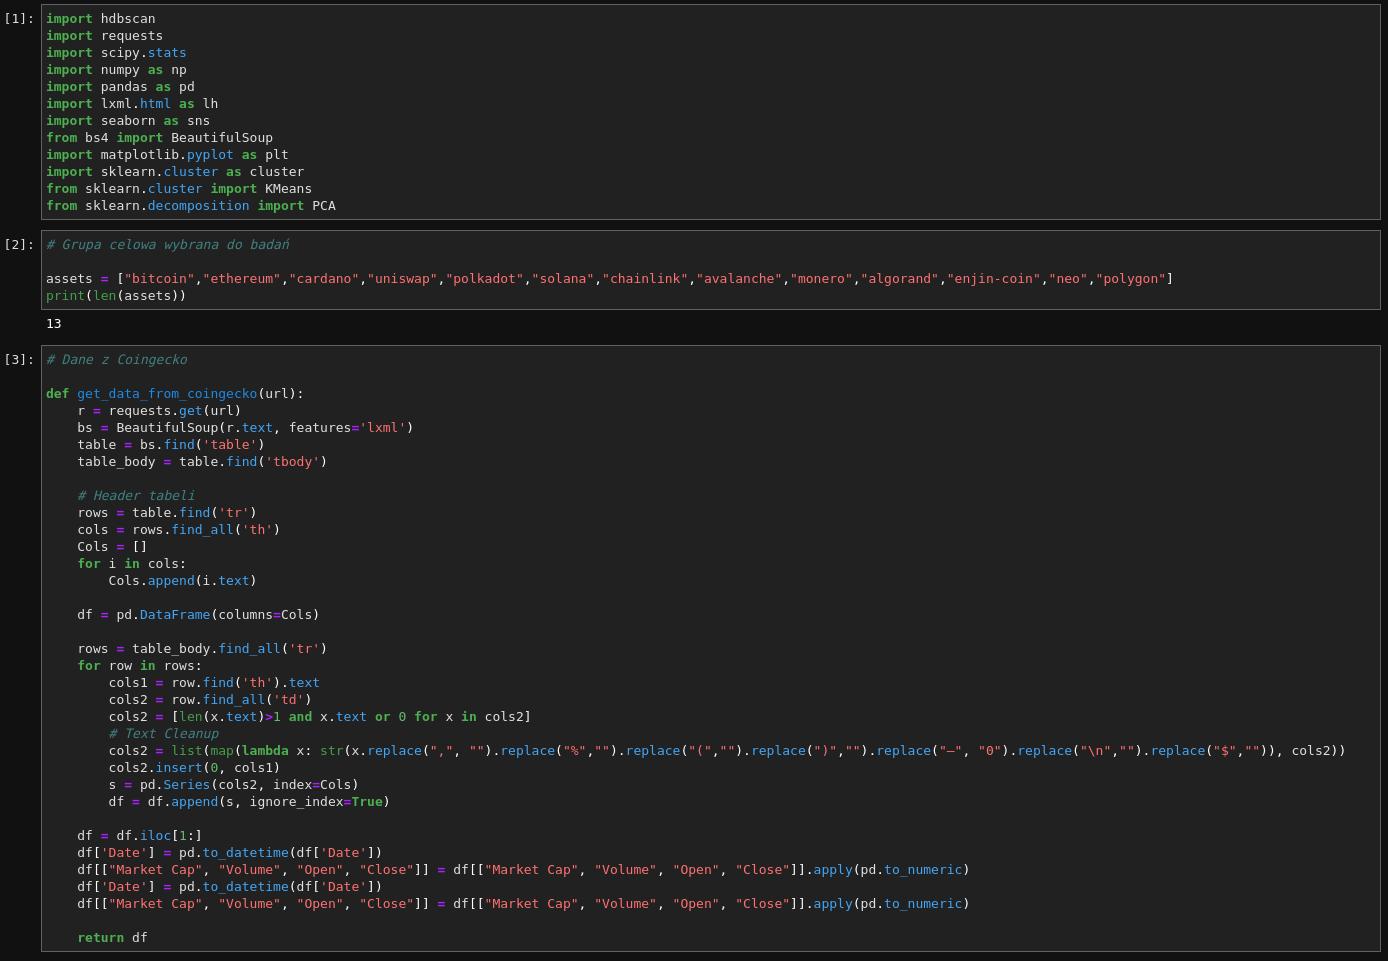 [1]: import hdbscan
import requests
import scipy.stats
import numpy as np
import pandas as pd
import lxml.html as lh
import seaborn as sns
from bs4 import BeautifulSoup
import matplotlib.pyplot as plt
import sklearn.cluster as cluster
from sklearn.cluster import KMeans
from sklearn.decomposition import PCA
[2]: # Grupa celowa wybrana do badań
assets = ["bitcoin","ethereum","cardano","uniswap","polkadot","solana","chainlink","avalanche","monero","algorand","enjin-coin","neo","polygon"]
print(len(assets))
13
[3]: # Dane z Coingecko
def get_data_from_coingecko(url):
    r = requests.get(url)
    bs = BeautifulSoup(r.text, features='lxml')
    table = bs.find('table')
    table_body = table.find('tbody')
    # Header tabeli
    rows = table.find('tr')
    cols = rows.find_all('th')
    Cols = []
    for i in cols:
        Cols.append(i.text)
    df = pd.DataFrame(columns=Cols)
    rows = table_body.find_all('tr')
    for row in rows:
        cols1 = row.find('th').text
        cols2 = row.find_all('td')
        cols2 = [len(x.text)>1 and x.text or 0 for x in cols2]
        # Text Cleanup
        cols2 = list(map(lambda x: str(x.replace(",", "").replace("%","").replace("(","").replace(")","").replace("—", "0").replace("\n","").replace("$","")), cols2))
        cols2.insert(0, cols1)
        s = pd.Series(cols2, index=Cols)
        df = df.append(s, ignore_index=True)
    df = df.iloc[1:]
    df['Date'] = pd.to_datetime(df['Date'])
    df[["Market Cap", "Volume", "Open", "Close"]] = df[["Market Cap", "Volume", "Open", "Close"]].apply(pd.to_numeric)
    df['Date'] = pd.to_datetime(df['Date'])
    df[["Market Cap", "Volume", "Open", "Close"]] = df[["Market Cap", "Volume", "Open", "Close"]].apply(pd.to_numeric)
    return df